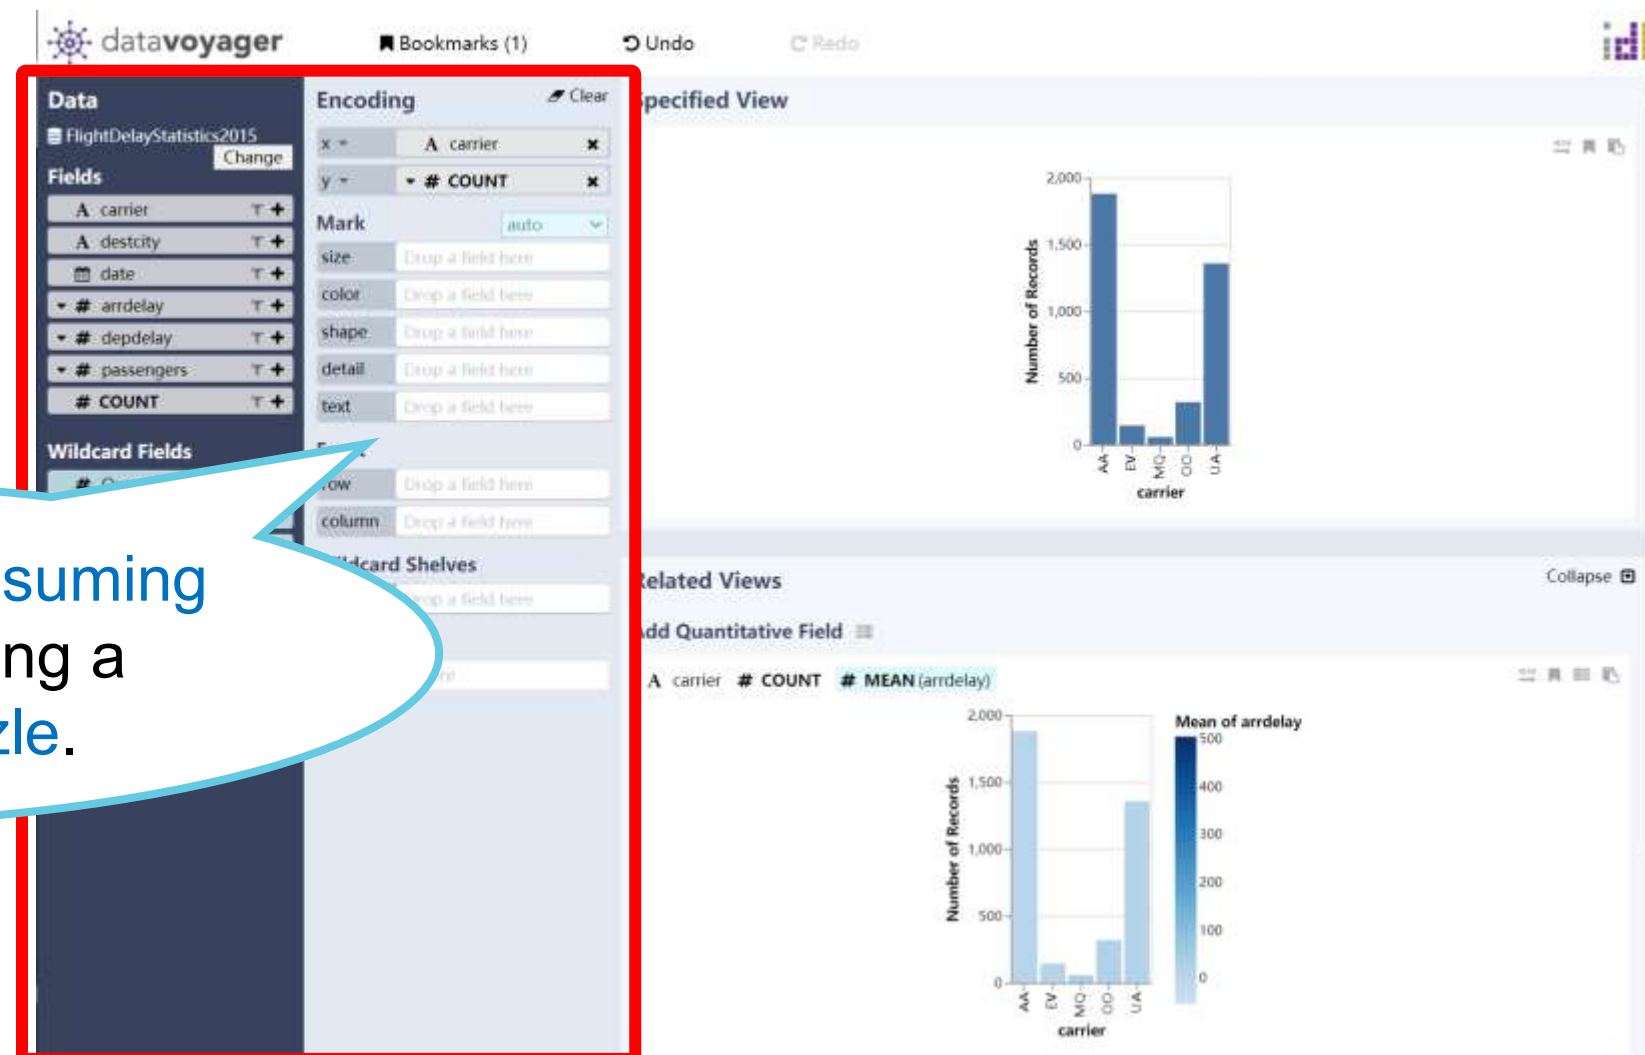 datavoyager
Bookmarks (1)
Undo
Redo
Data
FlightDelayStatistics2015
Change
Fields
A carrier
A destcity
date
# arrdelay
# depdelay
# passengers
# COUNT
Wildcard Fields
#
Encoding
Clear
x
A carrier
y
# COUNT
Mark
auto
size
Drop a field here
color
Drop a field here
shape
Drop a field here
detail
Drop a field here
text
Drop a field here
row
Drop a field here
column
Drop a field here
Shelves
a field here
suming
ng a
zle.
Specified View
2,000
1,500
1,000
500
0
Number of Records
AA
EV
MQ
OO
UA
carrier
Related Views
Collapse
Add Quantitative Field
A carrier # COUNT # MEAN(arrdelay)
2,000
1,500
1,000
500
0
Number of Records
AA
EV
MQ
OO
UA
carrier
Mean of arrdelay
500
400
300
200
100
0